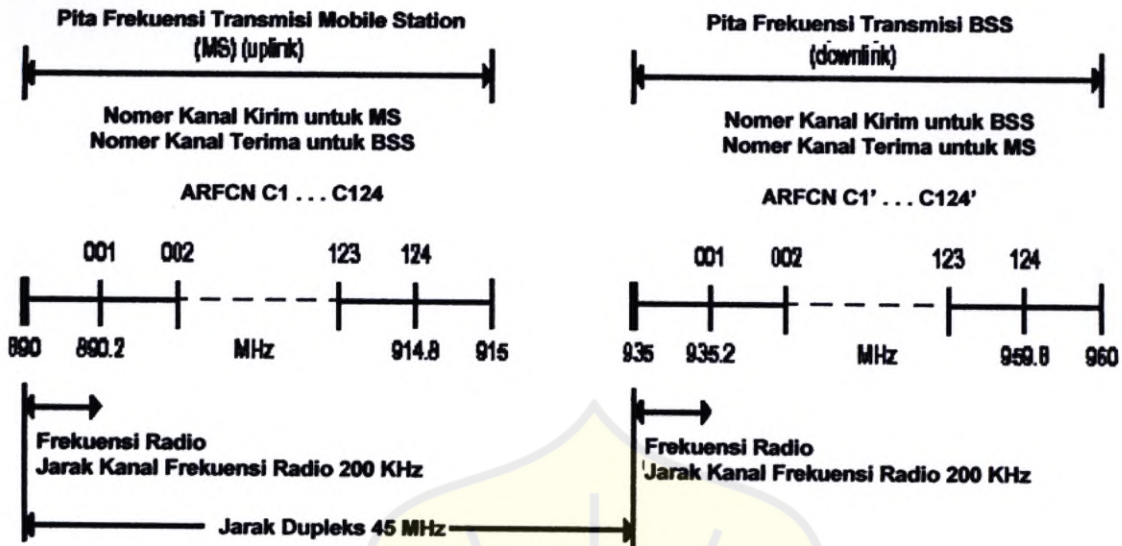 Pita Frekuensi Transmisi Mobile Station
(MS) (uplink)
Nomer Kanal Kirim untuk MS
Nomer Kanal Terima untuk BSS
ARFCN C1 . . . C124
001 002 123 124
890 890.2 MHz 914.8 915
Frekuensi Radio
Jarak Kanal Frekuensi Radio 200 KHz
Pita Frekuensi Transmisi BSS
(downlink)
Nomer Kanal Kirim untuk BSS
Nomer Kanal Terima untuk MS
ARFCN C1' . . . C124'
001 002 123 124
935 935.2 MHz 959.8 960
Frekuensi Radio
Jarak Kanal Frekuensi Radio 200 KHz
Jarak Dupleks 45 MHz